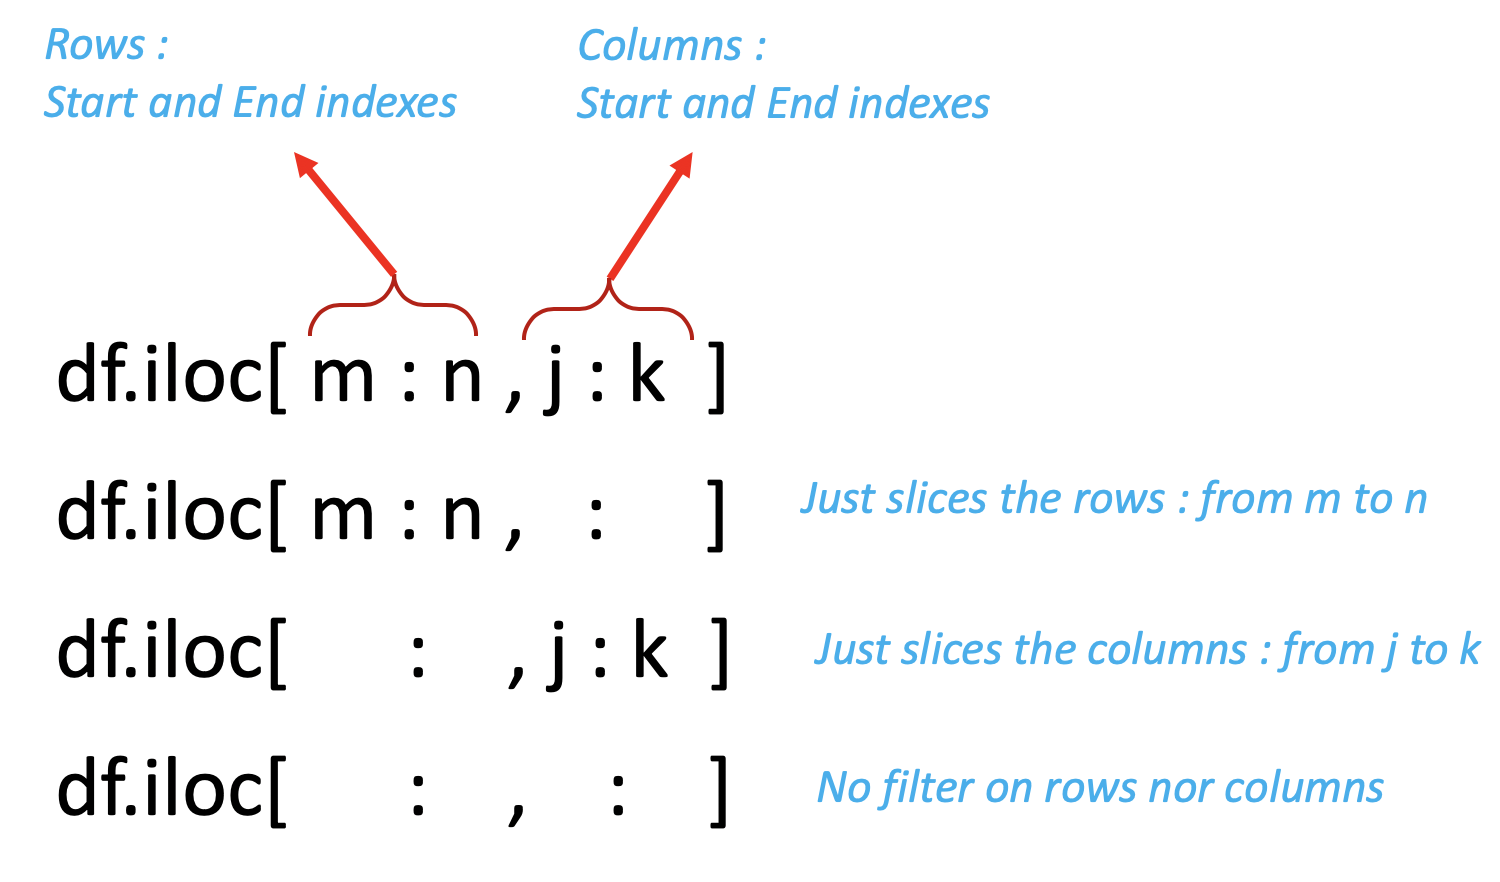 Rows :
Start and End indexes
Columns :
Start and End indexes
df.iloc[ m : n , j : k ]
df.iloc[ m : n , : ]
Just slices the rows : from m to n
df.iloc[ : , j : k ]
Just slices the columns : from j to k
df.iloc[ : , : ]
No filter on rows nor columns